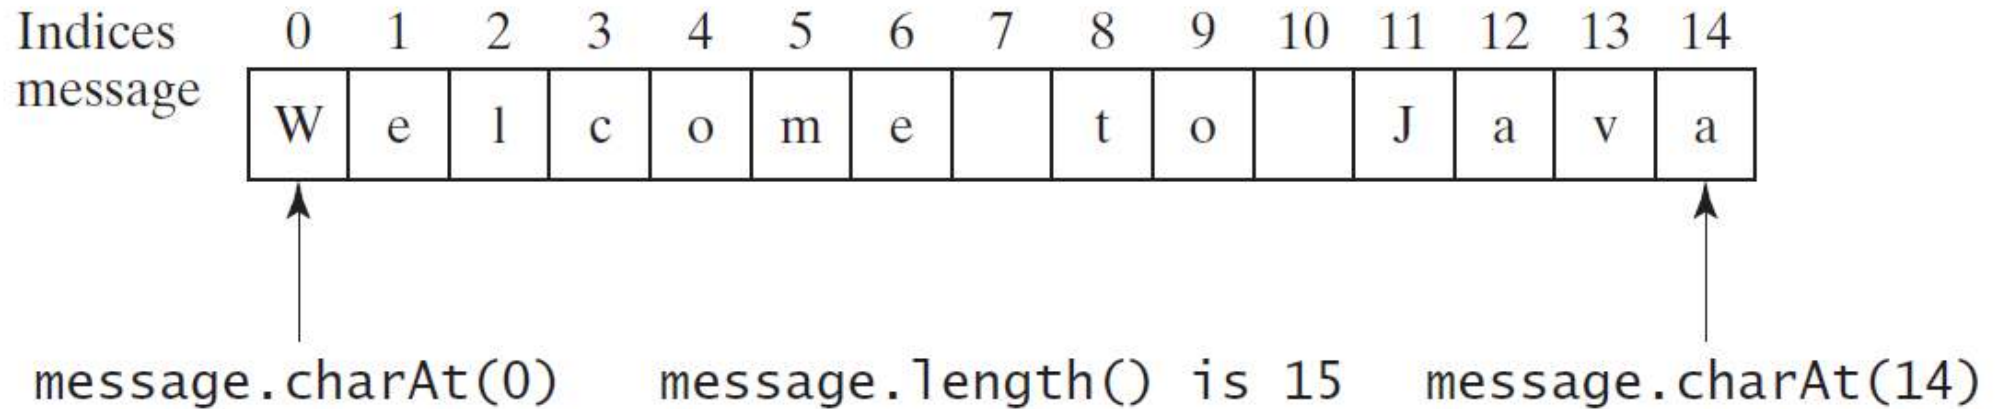 Indices 0 1 2 3 4 5 6 7 8 9 10 11 12 13 14
message W e l c o m e t o J a v a
message.charAt(0) message.length() is 15 message.charAt(14)